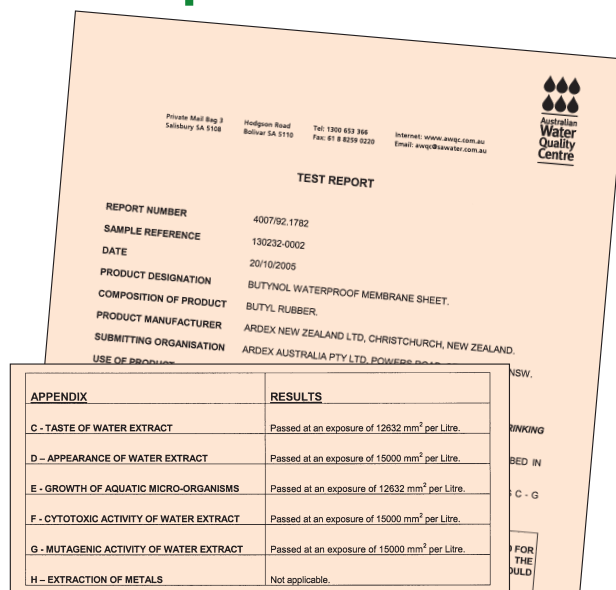 Australian
Water
Quality
Centre
Private Mail Bag 3
Salisbury SA 5108
Hodgson Road
Bolivar SA 5110
Tel: 1300 653 366
Fax: 61 8 8259 0220
Internet: www.awqc.com.au
Email: awqc@sawater.com.au
TEST REPORT
REPORT NUMBER 4007/92.1782
SAMPLE REFERENCE 130232-0002
DATE 20/10/2005
PRODUCT DESIGNATION BUTYNOL WATERPROOF MEMBRANE SHEET.
COMPOSITION OF PRODUCT BUTYL RUBBER.
PRODUCT MANUFACTURER ARDEX NEW ZEALAND LTD, CHRISTCHURCH, NEW ZEALAND.
SUBMITTING ORGANISATION ARDEX AUSTRALIA PTY LTD, POWERS NSW.
USE OF PRODUCT
APPENDIX RESULTS
C - TASTE OF WATER EXTRACT Passed at an exposure of 12632 mm² per Litre.
D – APPEARANCE OF WATER EXTRACT Passed at an exposure of 15000 mm² per Litre.
E - GROWTH OF AQUATIC MICRO-ORGANISMS Passed at an exposure of 12632 mm² per Litre.
F - CYTOTOXIC ACTIVITY OF WATER EXTRACT Passed at an exposure of 15000 mm² per Litre.
G - MUTAGENIC ACTIVITY OF WATER EXTRACT Passed at an exposure of 15000 mm² per Litre.
H – EXTRACTION OF METALS Not applicable.
RINKING
BED IN
C - G
FOR
THE
OULD